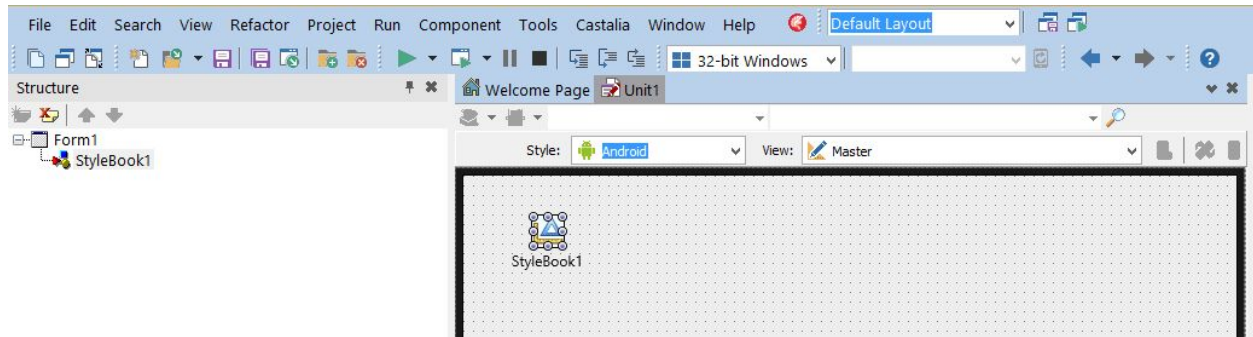 File Edit Search View Refactor Project Run Component Tools Castalia Window Help Default Layout
32-bit Windows
Structure
Welcome Page Unit1
Form1
StyleBook1
Style: Android View: Master
StyleBook1